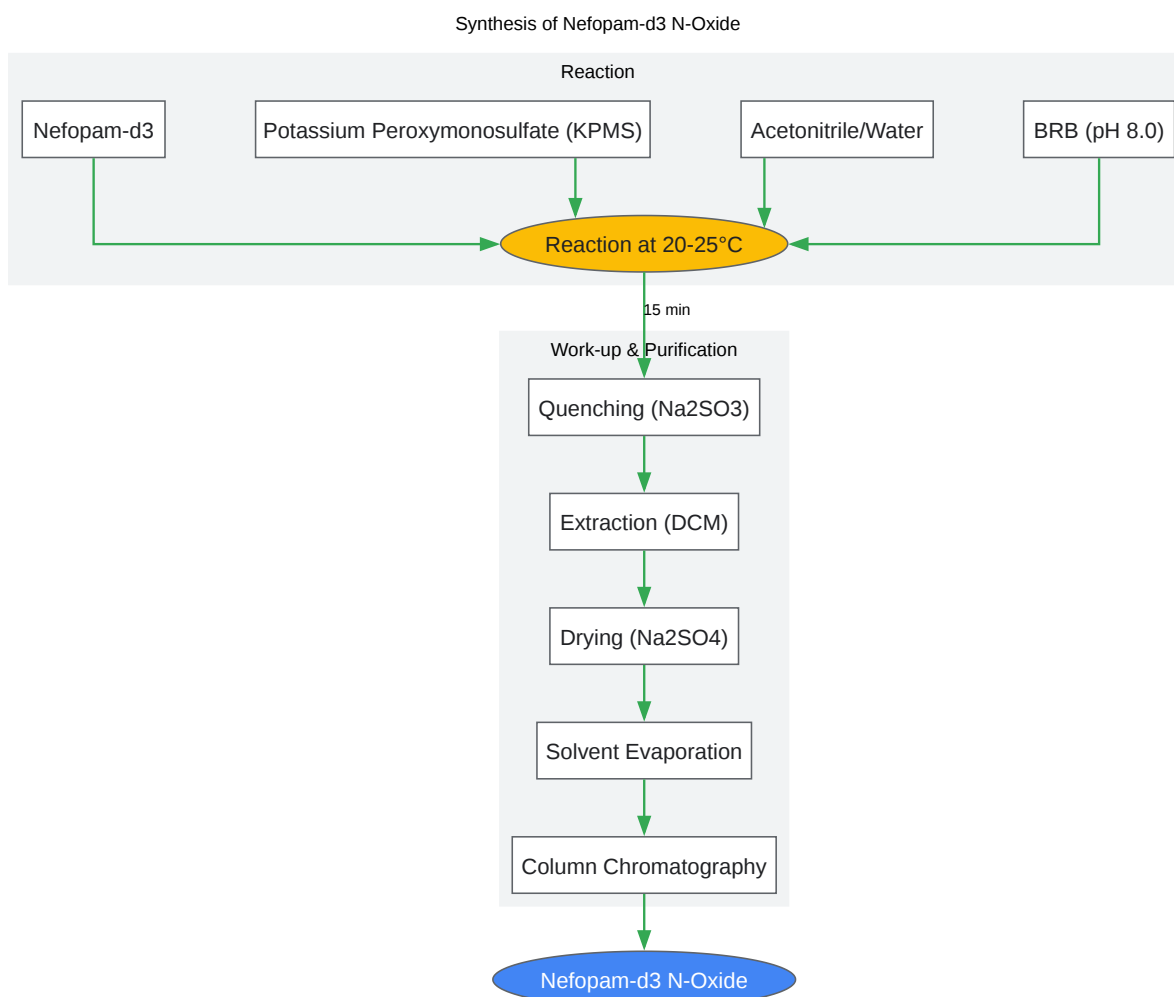 Synthesis of Nefopam-d3 N-Oxide
Reaction
Nefopam-d3
Potassium Peroxymonosulfate (KPMS)
Acetonitrile/Water
BRB (pH 8.0)
Reaction at 20-25°C
15 min
Work-up & Purification
Quenching (Na2SO3)
Extraction (DCM)
Drying (Na2SO4)
Solvent Evaporation
Column Chromatography
Nefopam-d3 N-Oxide